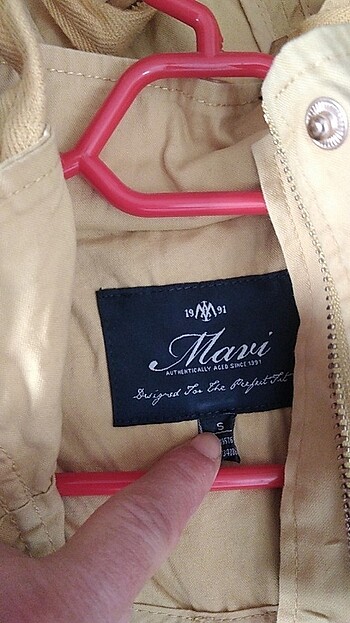 19 M 91
Mavi
AUTHENTICALLY AGED SINCE 1991
Designed For The Perfect Fit
S